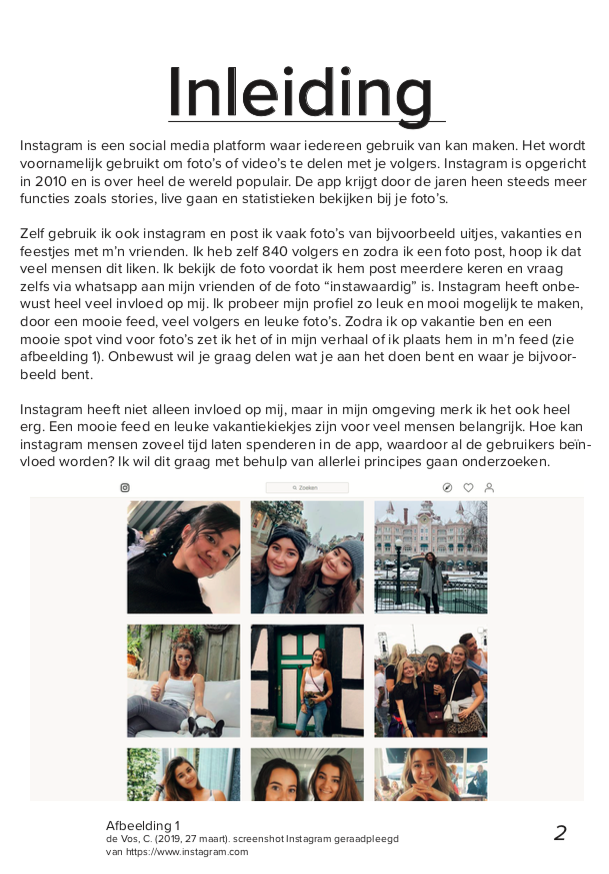 Inleiding
Instagram is een social media platform waar iedereen gebruik van kan maken. Het wordt
voornamelijk gebruikt om foto's of video's te delen met je volgers. Instagram is opgericht
in 2010 en is over heel de wereld populair. De app krijgt door de jaren heen steeds meer
functies zoals stories, live gaan en statistieken bekijken bij je foto's.
Zelf gebruik ik ook instagram en post ik vaak foto's van bijvoorbeeld uitjes, vakanties en
feestjes met m'n vrienden. Ik heb zelf 840 volgers en zodra ik een foto post, hoop ik dat
veel mensen dit liken. Ik bekijk de foto voordat ik hem post meerdere keren en vraag
zelfs via whatsapp aan mijn vrienden of de foto “instawaardig” is. Instagram heeft onbe-
wust heel veel invloed op mij. Ik probeer mijn profiel zo leuk en mooi mogelijk te maken,
door een mooie feed, veel volgers en leuke foto's. Zodra ik op vakantie ben en een
mooie spot vind voor foto's zet ik het of in mijn verhaal of ik plaats hem in m'n feed (zie
afbeelding 1). Onbewust wil je graag delen wat je aan het doen bent en waar je bijvoor-
beeld bent.
Instagram heeft niet alleen invloed op mij, maar in mijn omgeving merk ik het ook heel
erg. Een mooie feed en leuke vakantiekiekjes zijn voor veel mensen belangrijk. Hoe kan
instagram mensen zoveel tijd laten spenderen in de app, waardoor al de gebruikers beïn-
vloed worden? Ik wil dit graag met behulp van allerlei principes gaan onderzoeken.
Zoeken
Afbeelding 1
de Vos, C. (2019, 27 maart). screenshot Instagram geraadpleegd
van https://www.instagram.com
2